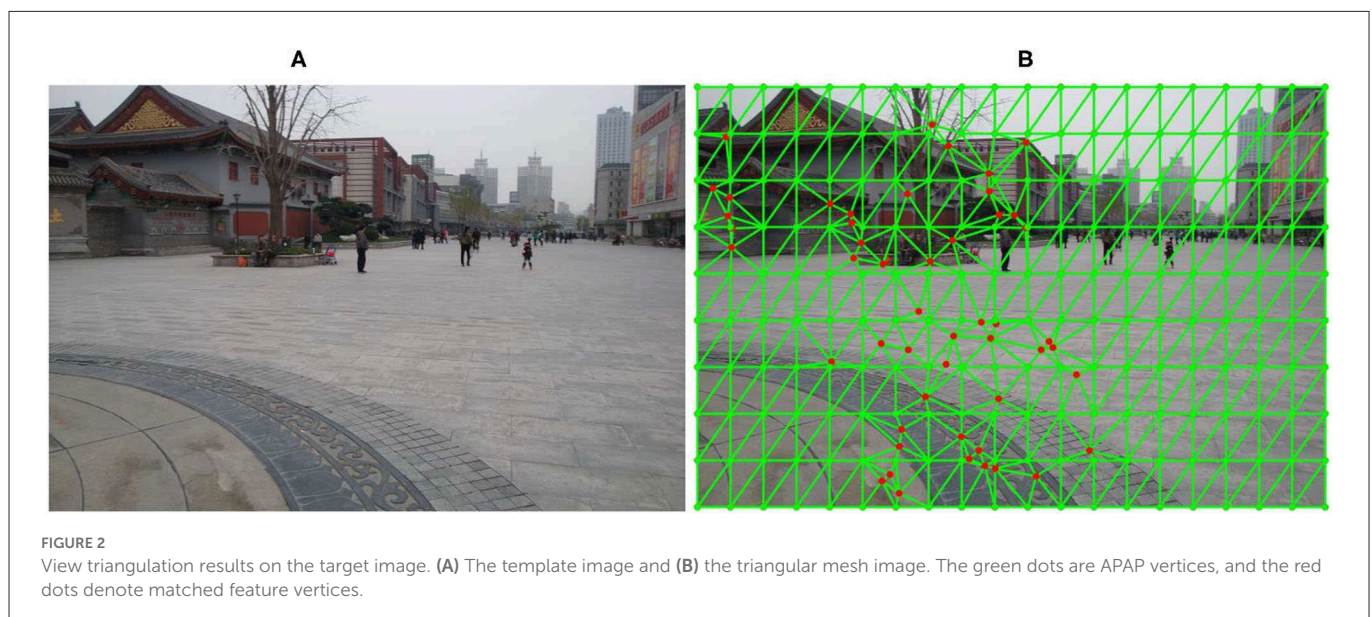 A
B
FIGURE 2
View triangulation results on the target image. (A) The template image and (B) the triangular mesh image. The green dots are APAP vertices, and the red
dots denote matched feature vertices.